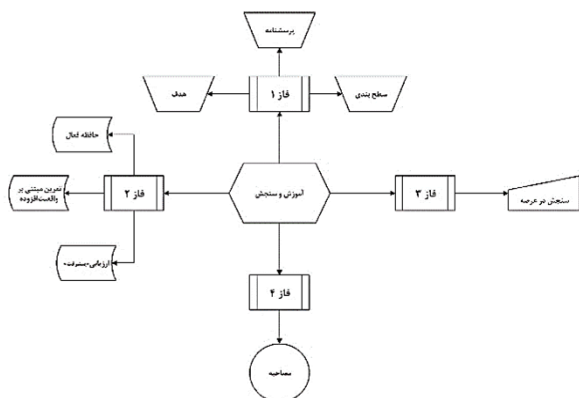 پرسشنامه
هدف
فاز ۱
سطح بندی
حافظه فعال
تمرین مبتنی بر
واقعیت‌افزوده
فاز ۲
آموزش و سنجش
فاز ۳
سنجش در عرصه
ارزیابی «پیشرفت»
فاز ۴
مصاحبه